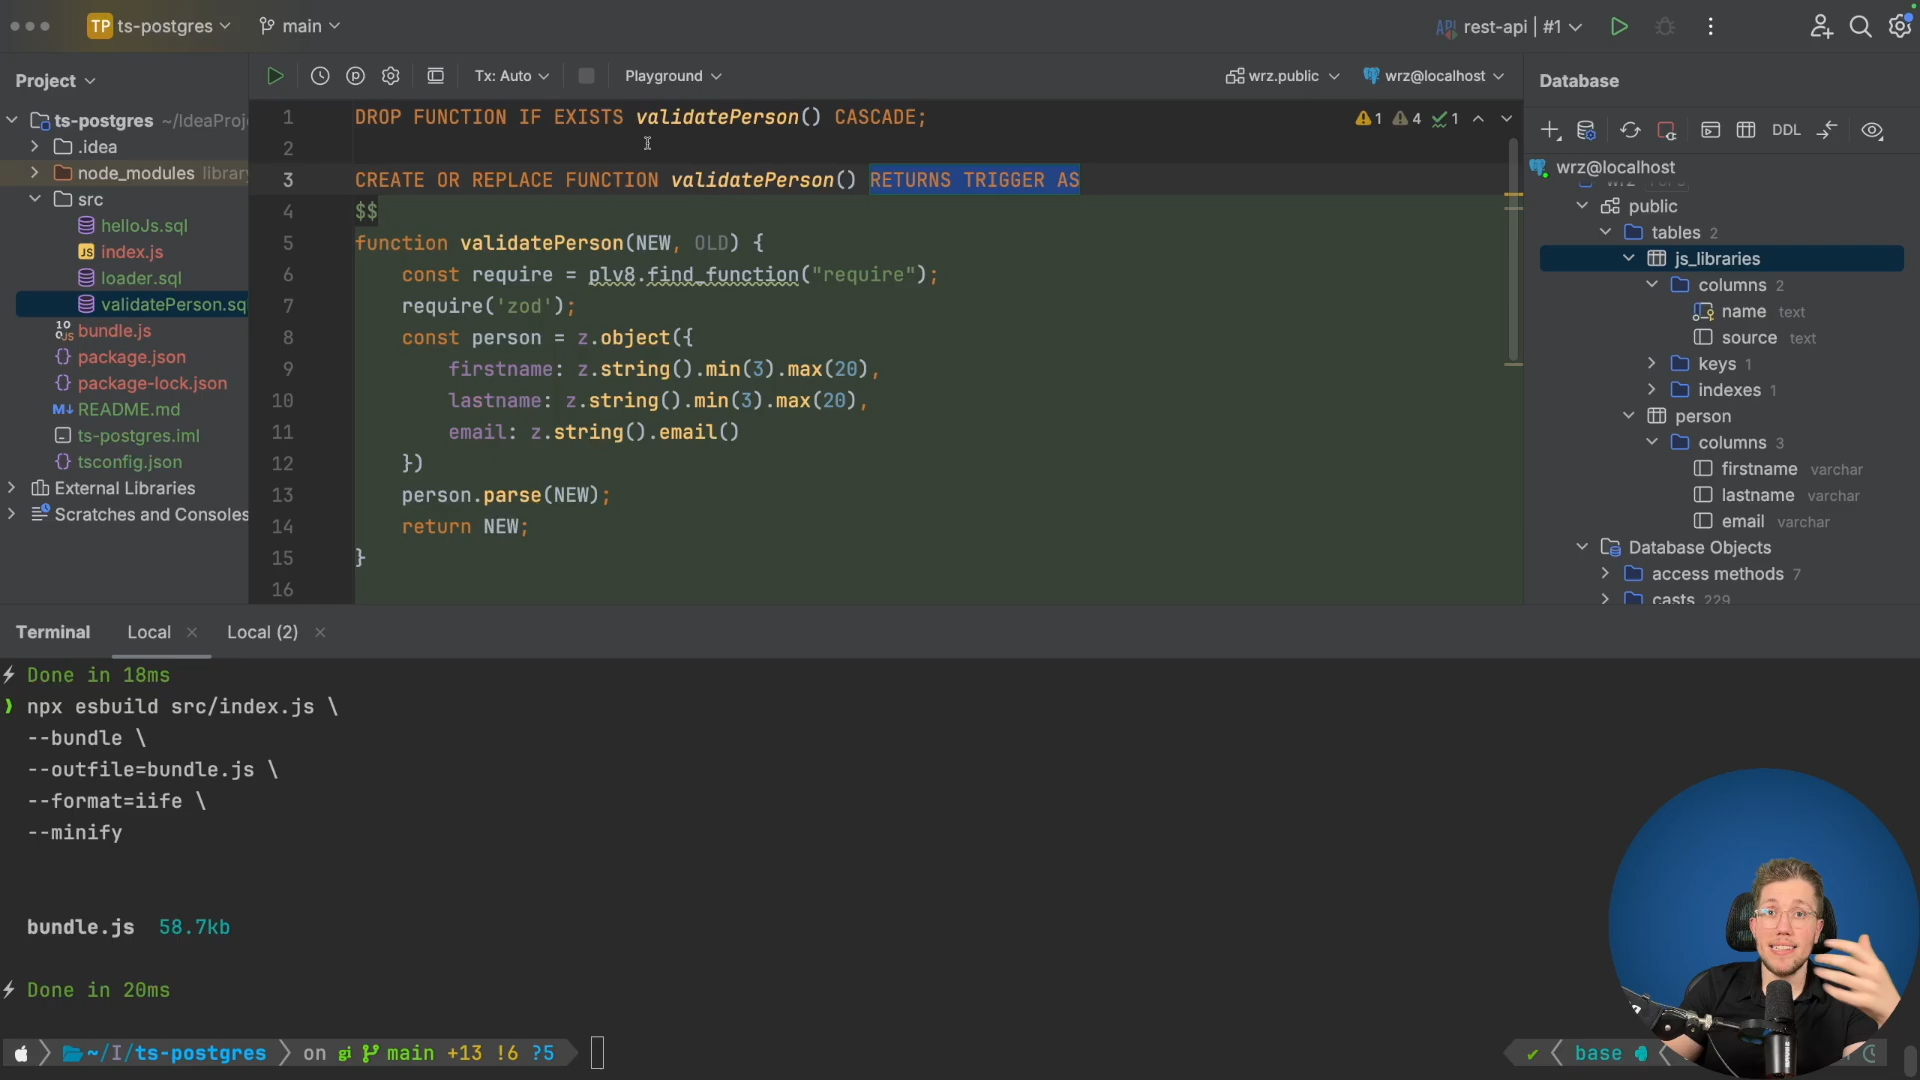 TP ts-postgres main rest-api | #1
Project Tx: Auto Playground wrz.public wrz@localhost Database
ts-postgres ~/IdeaProj
.idea
node_modules library
src
helloJs.sql
index.js
loader.sql
validatePerson.sql
bundle.js
package.json
package-lock.json
README.md
ts-postgres.iml
tsconfig.json
External Libraries
Scratches and Consoles
1 DROP FUNCTION IF EXISTS validatePerson() CASCADE;
2
3 CREATE OR REPLACE FUNCTION validatePerson() RETURNS TRIGGER AS
4 $$
5 function validatePerson(NEW, OLD) {
6 const require = plv8.find_function("require");
7 require('zod');
8 const person = z.object({
9 firstname: z.string().min(3).max(20),
10 lastname: z.string().min(3).max(20),
11 email: z.string().email()
12 })
13 person.parse(NEW);
14 return NEW;
15 }
16
1 4 1
DDL
wrz@localhost
public
tables 2
js_libraries
columns 2
name text
source text
keys 1
indexes 1
person
columns 3
firstname varchar
lastname varchar
email varchar
Database Objects
access methods 7
casts 229
Terminal Local Local (2)
Done in 18ms
npx esbuild src/index.js \
--bundle \
--outfile=bundle.js \
--format=iife \
--minify
bundle.js 58.7kb
Done in 20ms
~/I/ts-postgres on main +13 !6 ?5 base